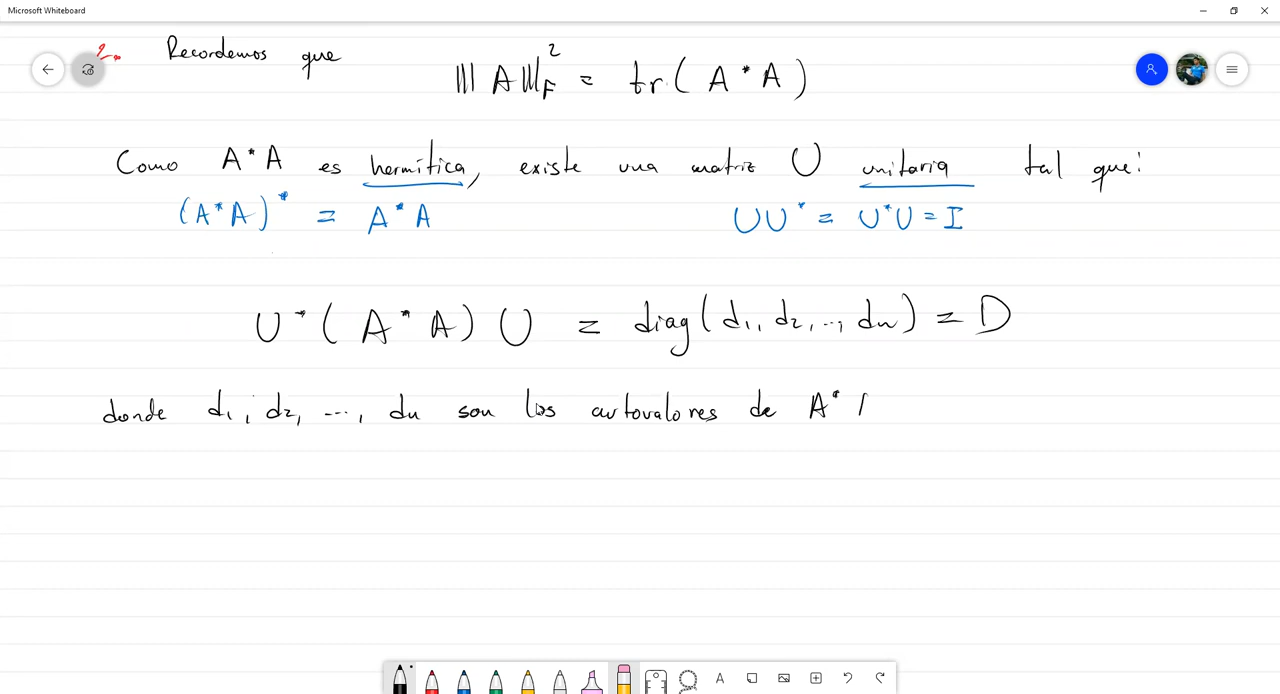 Microsoft Whiteboard
2. Recordemos que
||| A |||_F^2 = tr(A*A)
Como A*A es hermítica, existe una matriz U unitaria tal que:
(A*A)* = A*A UU* = U*U = I
U*(A*A)U = diag(d1, d2, ..., dn) = D
donde d1, d2, ..., dn son los autovalores de A*